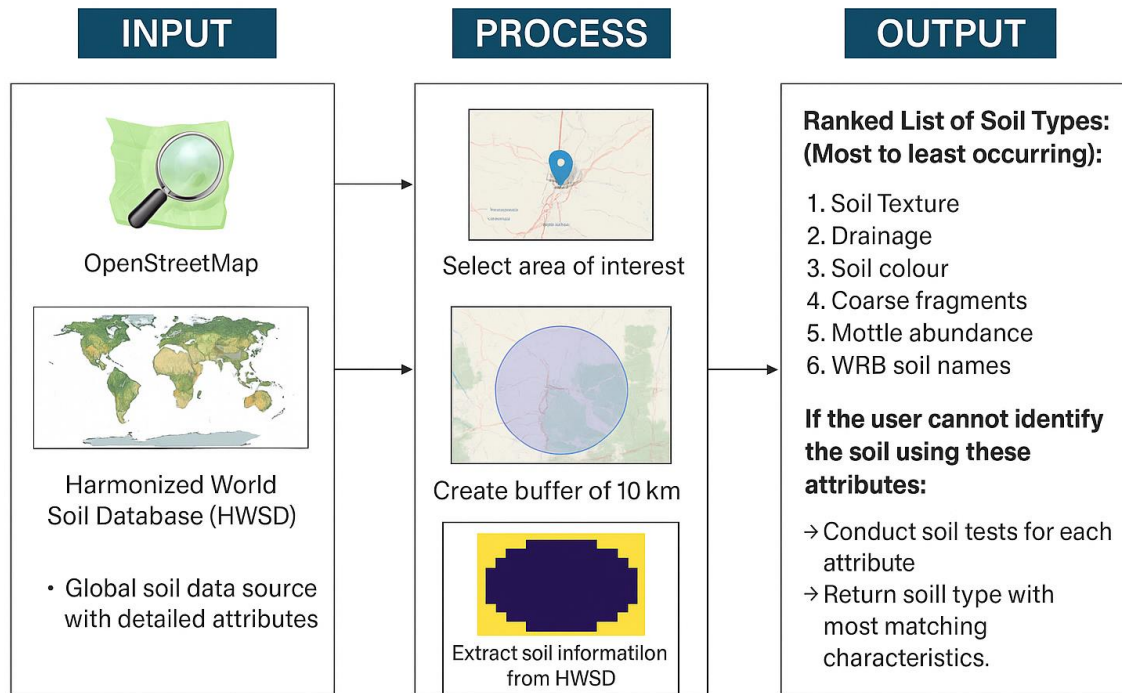 INPUT
PROCESS
OUTPUT
OpenStreetMap
Harmonized World
Soil Database (HWSD)
• Global soil data source
with detailed attributes
Select area of interest
Create buffer of 10 km
Extract soil informatilon
from HWSD
Ranked List of Soil Types:
(Most to least occurring):
1. Soil Texture
2. Drainage
3. Soil colour
4. Coarse fragments
5. Mottle abundance
6. WRB soil names
If the user cannot identify
the soil using these
attributes:
→ Conduct soil tests for each
attribute
→ Return soill type with
most matching
characteristics.